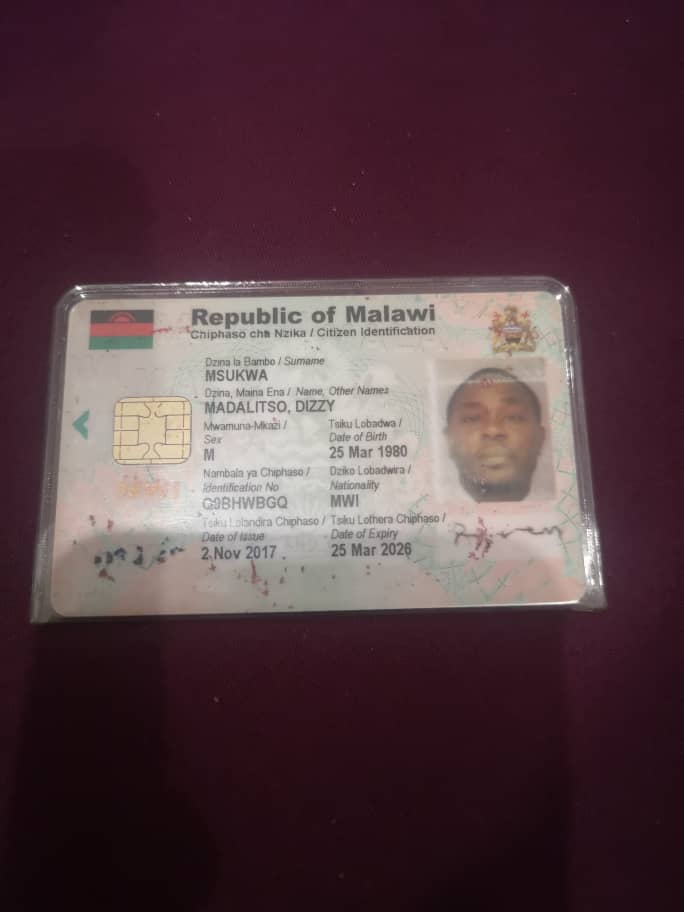 Republic of Malawi
Chiphaso cha Nzika / Citizen Identification
Dzina la Bambo / Surname
MSUKWA
Dzina, Maina Ena / Name, Other Names
MADALITSO, DIZZY
Mwamuna-Mkazi / Tsiku Lobadwa /
Sex Date of Birth
M 25 Mar 1980
Nambala ya Chiphaso / Dziko Lobadwira /
Identification No Nationality
MWI
Tsiku Lolandira Chiphaso / Tsiku Lothera Chiphaso /
Date of Issue Date of Expiry
2 Nov 2017 25 Mar 2026